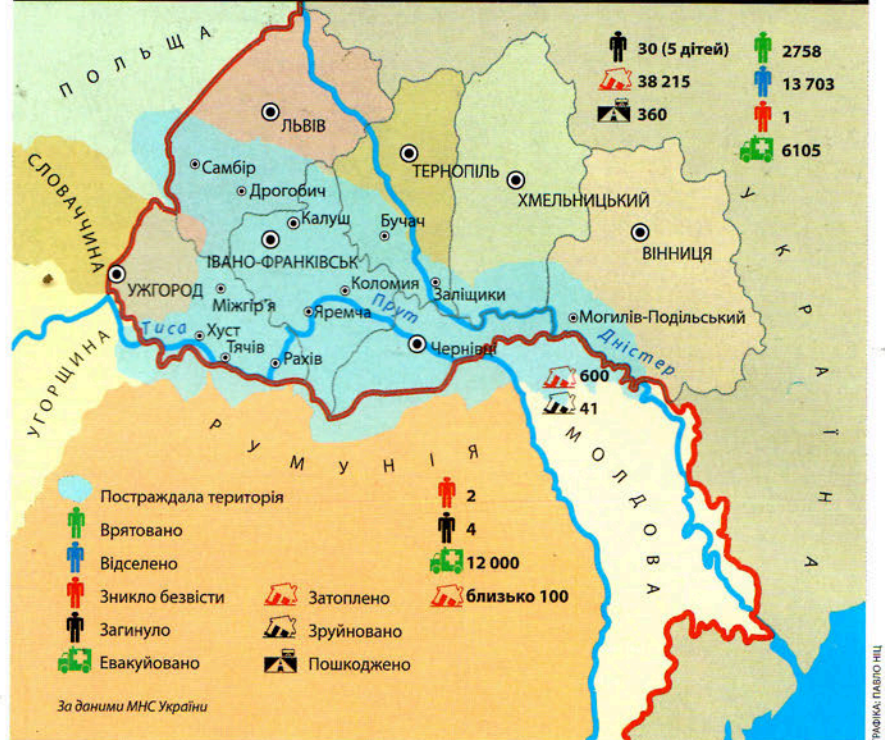 ПОЛЬЩА
30 (5 дітей)
2758
38 215
13 703
360
1
6105
ЛЬВІВ
ТЕРНОПІЛЬ
ХМЕЛЬНИЦЬКИЙ
ВІННИЦЯ
УКРАЇНА
СЛОВАЧЧИНА
Самбір
Дрогобич
Калуш
Бучач
ІВАНО-ФРАНКІВСЬК
УЖГОРОД
Міжгір'я
Коломия
Заліщики
Яремча
Прут
Могилів-Подільський
Тиса
Хуст
Тячів
Рахів
Чернівці
Дністер
УГОРЩИНА
600
41
РУМУНІЯ
МОЛДОВА
Постраждала територія
2
Врятовано
4
Відселено
12 000
Зникло безвісти
Затоплено
близько 100
Загинуло
Зруйновано
Евакуйовано
Пошкоджено
За даними МНС України
ГРАФІКА: ПАВЛО НІЦ